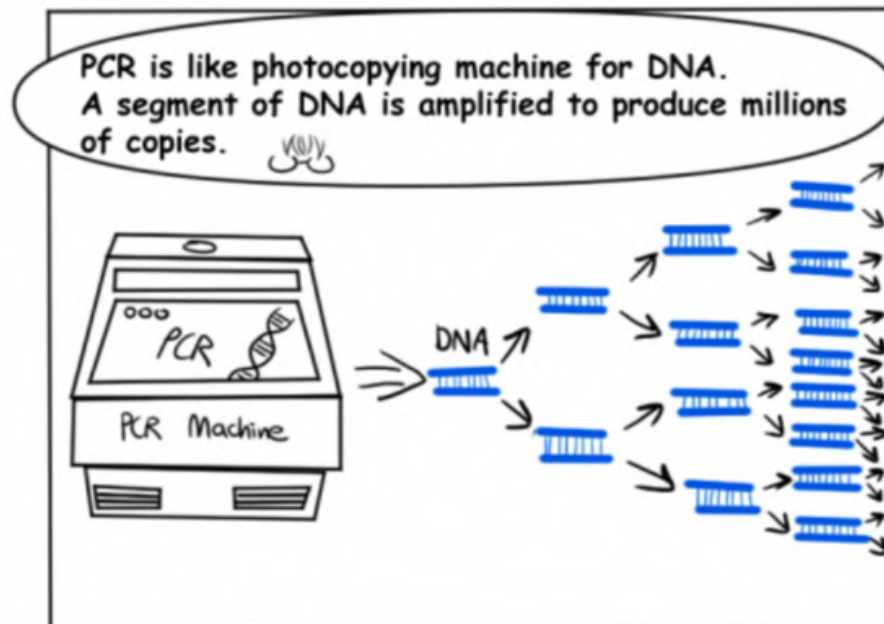 PCR is like photocopying machine for DNA.
A segment of DNA is amplified to produce millions
of copies.
PCR
DNA
PCR Machine